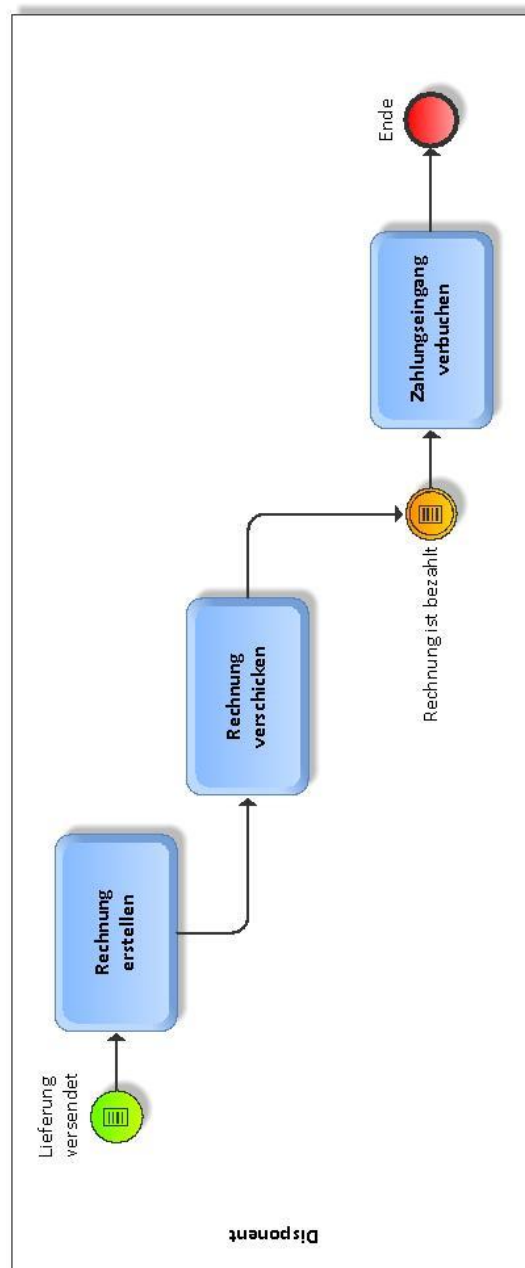 Disponent
Lieferung
versendet
Rechnung
erstellen
Rechnung
verschicken
Rechnung ist bezahlt
Zahlungseingang
verbuchen
Ende